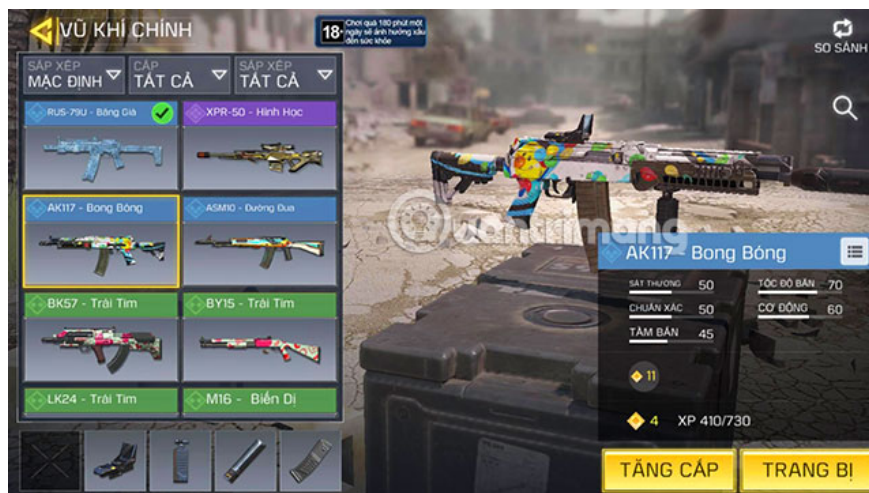 VŨ KHÍ CHÍNH
18+
Chơi quá 180 phút một
ngày sẽ ảnh hưởng xấu
đến sức khỏe
SO SÁNH
SẮP XẾP
MẶC ĐỊNH
CẤP
TẤT CẢ
SẮP XẾP
TẤT CẢ
RUS-79U - Băng Giá
XPR-50 - Hình Học
AK117 - Bong Bóng
ASM10 - Đường Đua
BK57 - Trái Tim
BY15 - Trái Tim
LK24 - Trái Tim
M16 - Biến Dị
Quantrimang
AK117 - Bong Bóng
SÁT THƯƠNG 50
TỐC ĐỘ BẮN 70
CHUẨN XÁC 50
CƠ ĐỘNG 60
TẦM BẮN 45
11
4 XP 410/730
TĂNG CẤP
TRANG BỊ